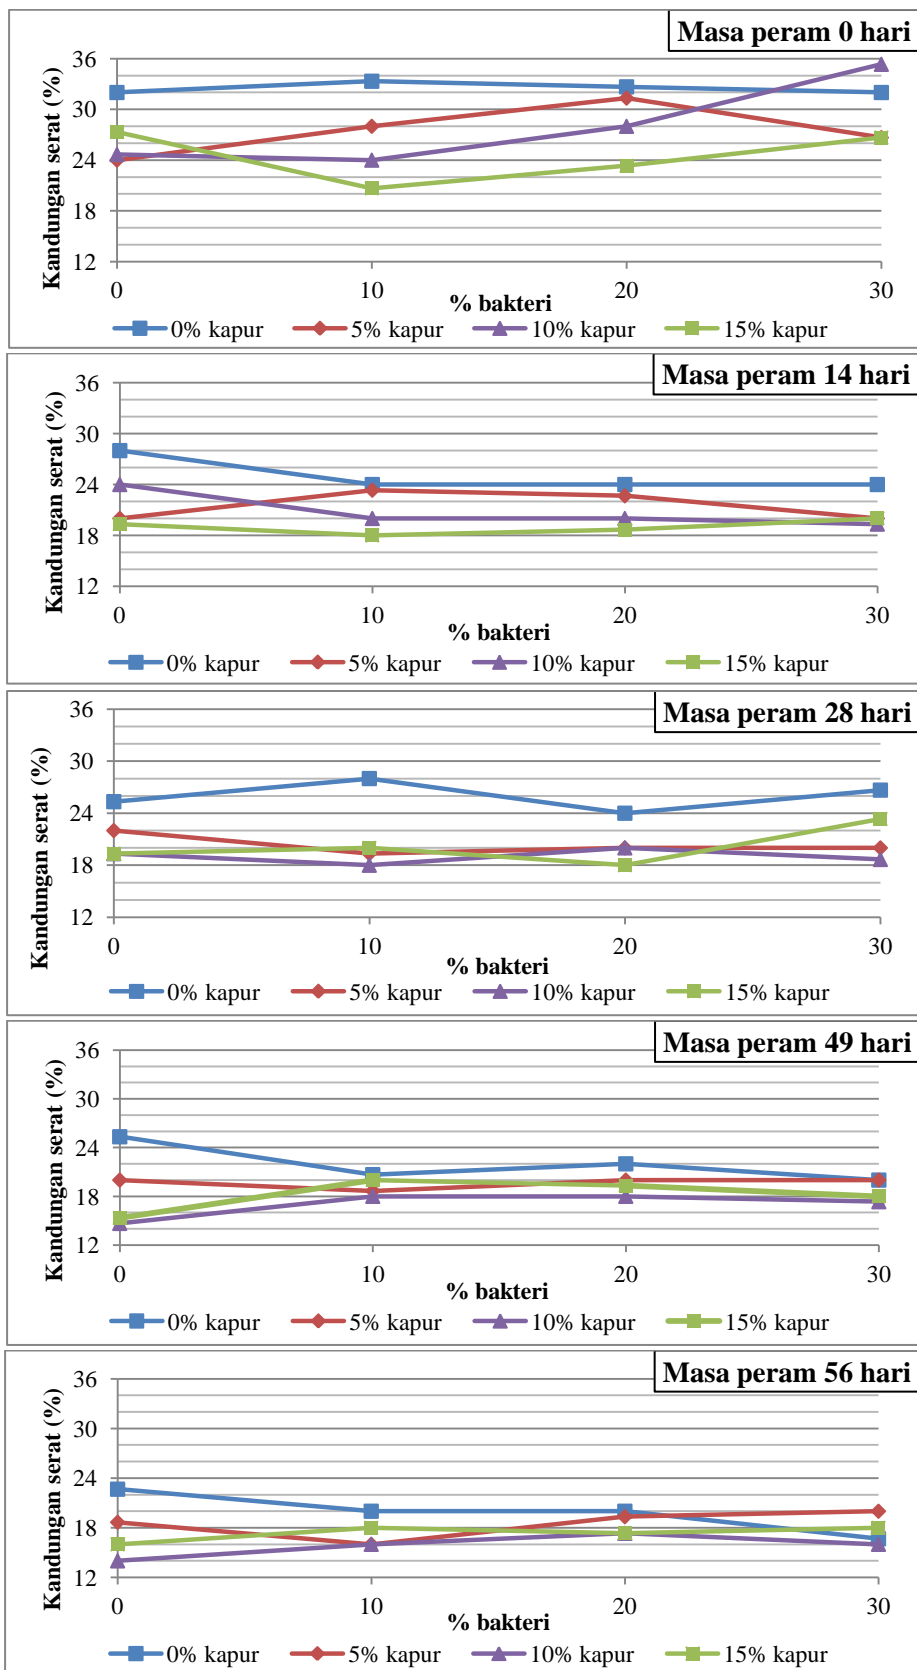 Masa peram 0 hari
Kandungan serat (%)
36
30
24
18
12
0 10 20 30
% bakteri
0% kapur 5% kapur 10% kapur 15% kapur
Masa peram 14 hari
Kandungan serat (%)
36
30
24
18
12
0 10 20 30
% bakteri
0% kapur 5% kapur 10% kapur 15% kapur
Masa peram 28 hari
Kandungan serat (%)
36
30
24
18
12
0 10 20 30
% bakteri
0% kapur 5% kapur 10% kapur 15% kapur
Masa peram 49 hari
Kandungan serat (%)
36
30
24
18
12
0 10 20 30
% bakteri
0% kapur 5% kapur 10% kapur 15% kapur
Masa peram 56 hari
Kandungan serat (%)
36
30
24
18
12
0 10 20 30
% bakteri
0% kapur 5% kapur 10% kapur 15% kapur